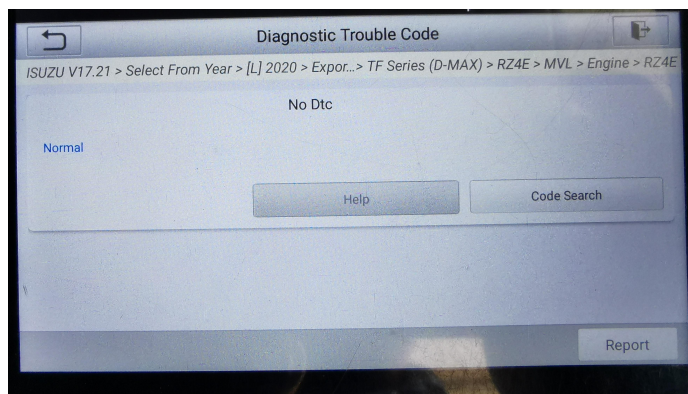 Diagnostic Trouble Code
ISUZU V17.21 > Select From Year > [L] 2020 > Expor...> TF Series (D-MAX) > RZ4E > MVL > Engine > RZ4E
No Dtc
Normal
Help
Code Search
Report